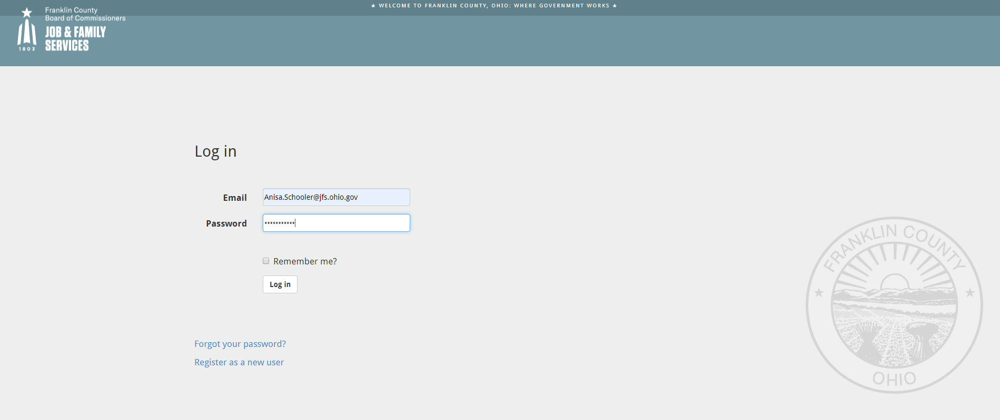 ★ WELCOME TO FRANKLIN COUNTY, OHIO: WHERE GOVERNMENT WORKS ★
Franklin County
Board of Commissioners
JOB & FAMILY
SERVICES
1803
Log in
Email
Anisa.Schooler@jfs.ohio.gov
Password
•••••••••••
Remember me?
Log in
Forgot your password?
Register as a new user
FRANKLIN COUNTY
OHIO